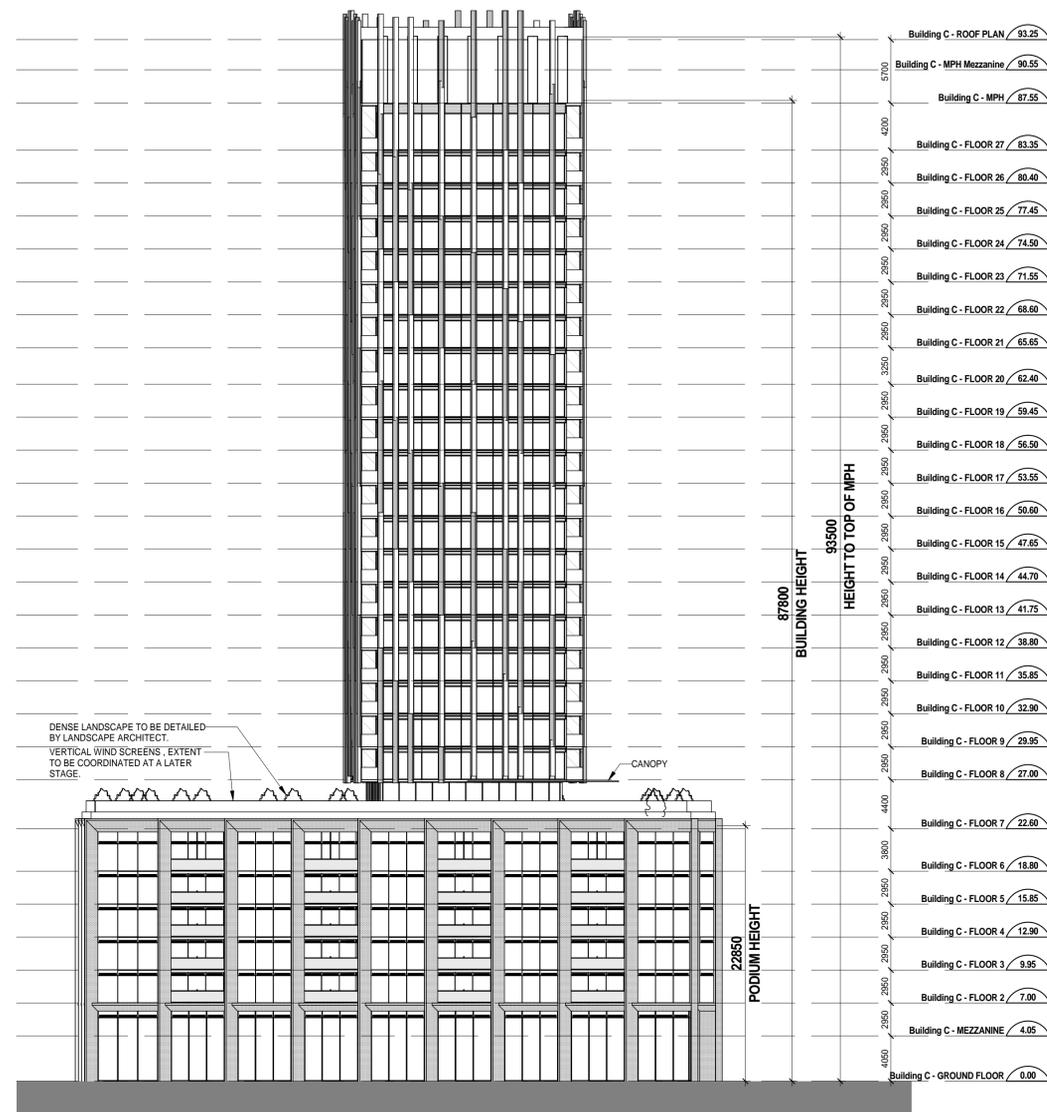 Building C - ROOF PLAN 93.25
Building C - MPH Mezzanine 90.55
5700
Building C - MPH 87.55
4200
Building C - FLOOR 27 83.35
2950
Building C - FLOOR 26 80.40
2950
Building C - FLOOR 25 77.45
2950
Building C - FLOOR 24 74.50
2950
Building C - FLOOR 23 71.55
2950
Building C - FLOOR 22 68.60
2950
Building C - FLOOR 21 65.65
3250
Building C - FLOOR 20 62.40
2950
Building C - FLOOR 19 59.45
2950
Building C - FLOOR 18 56.50
2950
Building C - FLOOR 17 53.55
2950
Building C - FLOOR 16 50.60
2950
Building C - FLOOR 15 47.65
2950
Building C - FLOOR 14 44.70
2950
Building C - FLOOR 13 41.75
2950
Building C - FLOOR 12 38.80
2950
Building C - FLOOR 11 35.85
2950
Building C - FLOOR 10 32.90
2950
Building C - FLOOR 9 29.95
2950
Building C - FLOOR 8 27.00
4400
Building C - FLOOR 7 22.60
3800
Building C - FLOOR 6 18.80
2950
Building C - FLOOR 5 15.85
2950
Building C - FLOOR 4 12.90
2950
Building C - FLOOR 3 9.95
2950
Building C - FLOOR 2 7.00
2950
Building C - MEZZANINE 4.05
4050
Building C - GROUND FLOOR 0.00
93500
HEIGHT TO TOP OF MPH
87800
BUILDING HEIGHT
DENSE LANDSCAPE TO BE DETAILED
BY LANDSCAPE ARCHITECT.
VERTICAL WIND SCREENS , EXTENT
TO BE COORDINATED AT A LATER
STAGE.
CANOPY
22850
PODIUM HEIGHT